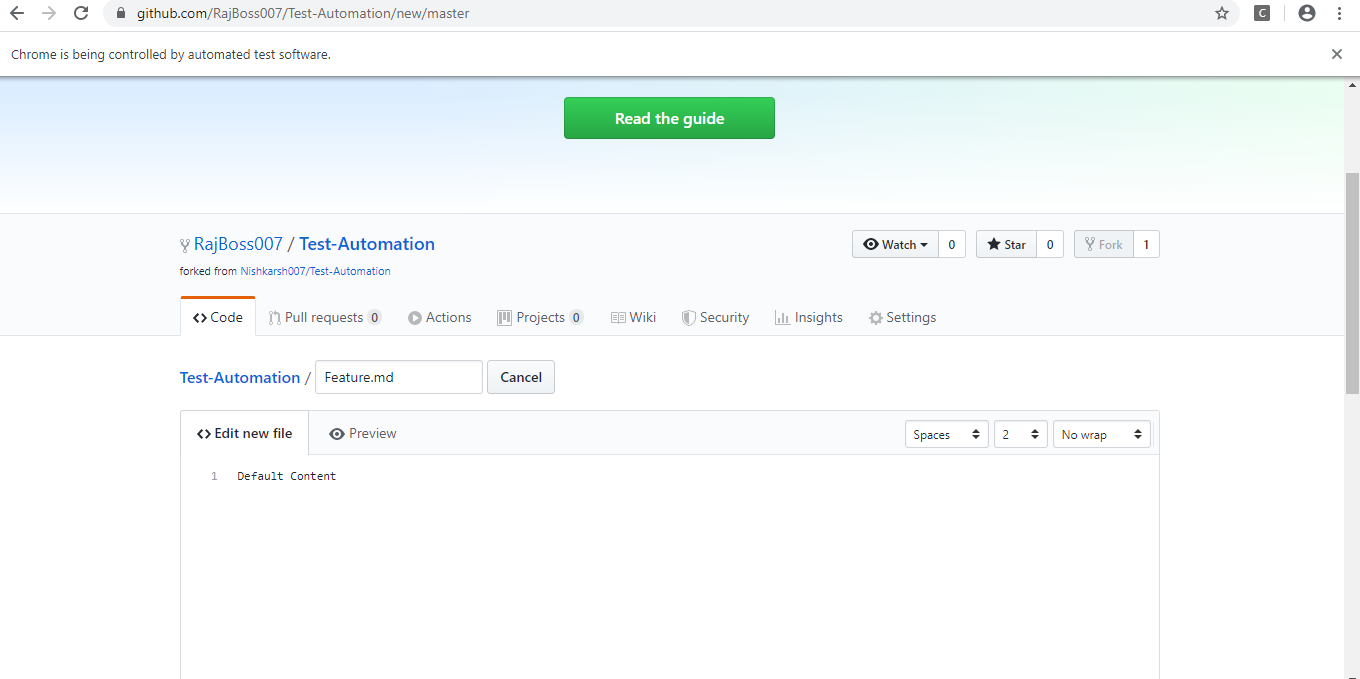 github.com/RajBoss007/Test-Automation/new/master
C
Chrome is being controlled by automated test software.
Read the guide
RajBoss007 / Test-Automation
Watch 0 Star 0 Fork 1
forked from Nishkarsh007/Test-Automation
Code Pull requests 0 Actions Projects 0 Wiki Security Insights Settings
Test-Automation / Feature.md Cancel
Edit new file Preview Spaces 2 No wrap
1 Default Content